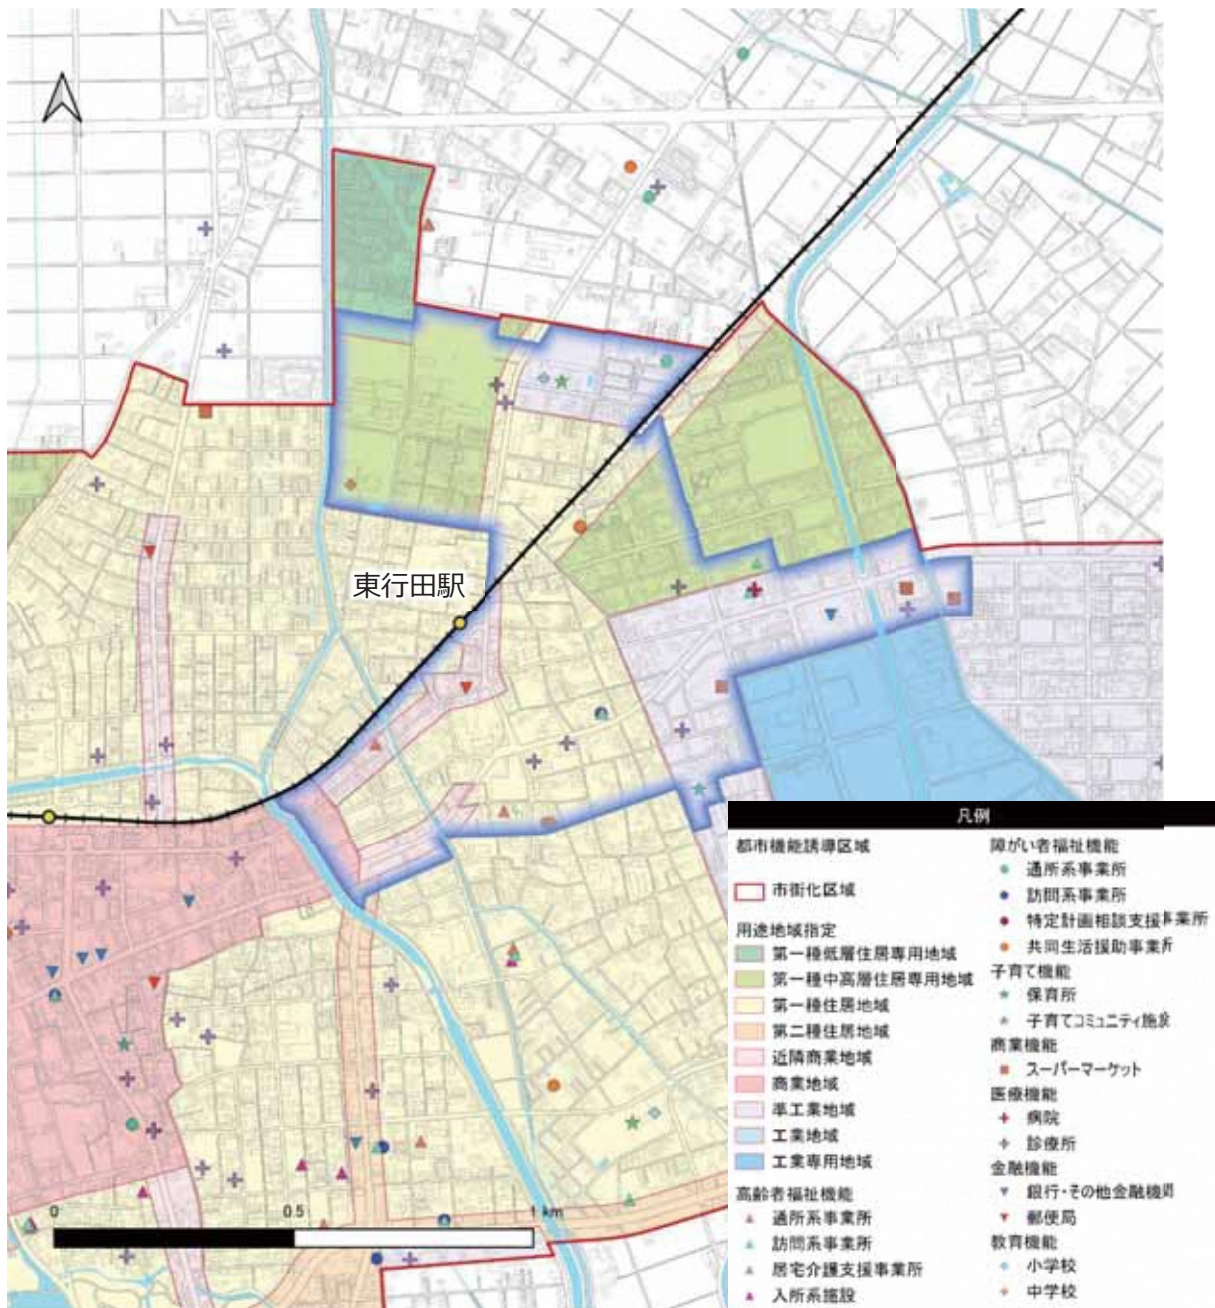 東行田駅
凡例
都市機能誘導区域
市街化区域
用途地域指定
第一種低層住居専用地域
第一種中高層住居専用地域
第一種住居地域
第二種住居地域
近隣商業地域
商業地域
準工業地域
工業地域
工業専用地域
高齢者福祉機能
通所系事業所
訪問系事業所
居宅介護支援事業所
入所系施設
障がい者福祉機能
通所系事業所
訪問系事業所
特定計画相談支援事業所
共同生活援助事業所
子育て機能
保育所
子育てコミュニティ施設
商業機能
スーパーマーケット
医療機能
病院
診療所
金融機能
銀行・その他金融機関
郵便局
教育機能
小学校
中学校
0 0.5 1 km